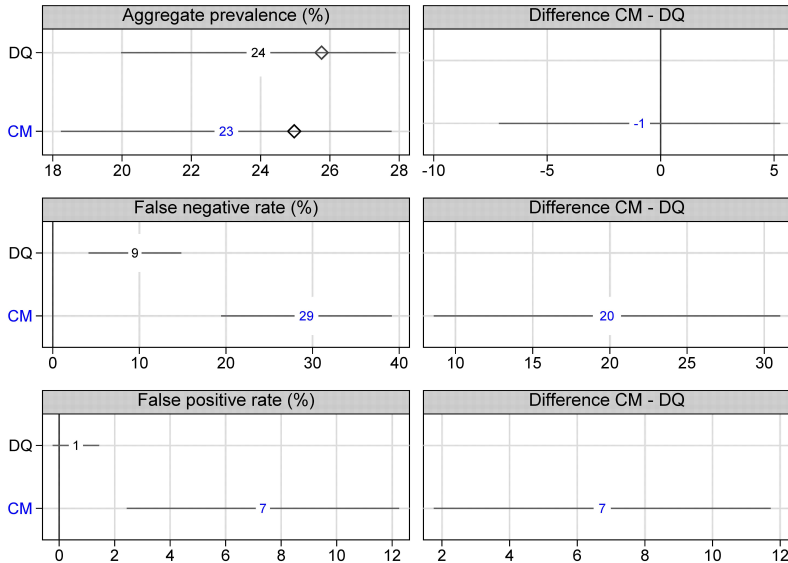 Aggregate prevalence (%) Difference CM - DQ
DQ 24
CM 23 -1
18 20 22 24 26 28 -10 -5 0 5
False negative rate (%) Difference CM - DQ
DQ 9
CM 29 20
0 10 20 30 40 10 15 20 25 30
False positive rate (%) Difference CM - DQ
DQ 1
CM 7 7
0 2 4 6 8 10 12 2 4 6 8 10 12